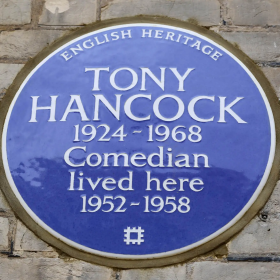 ENGLISH HERITAGE
TONY
HANCOCK
1924-1968
Comedian
lived here
1952-1958